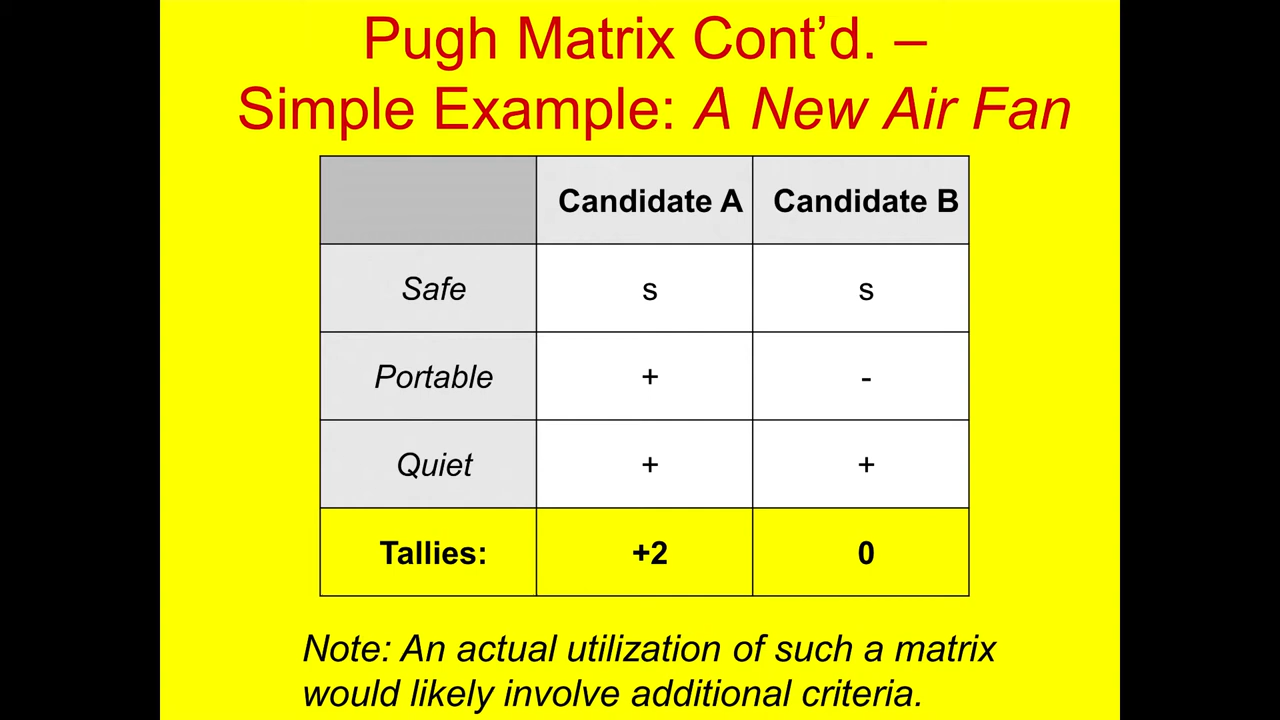 Pugh Matrix Cont’d. –
Simple Example: A New Air Fan
Candidate A Candidate B
Safe s s
Portable + -
Quiet + +
Tallies: +2 0
Note: An actual utilization of such a matrix
would likely involve additional criteria.